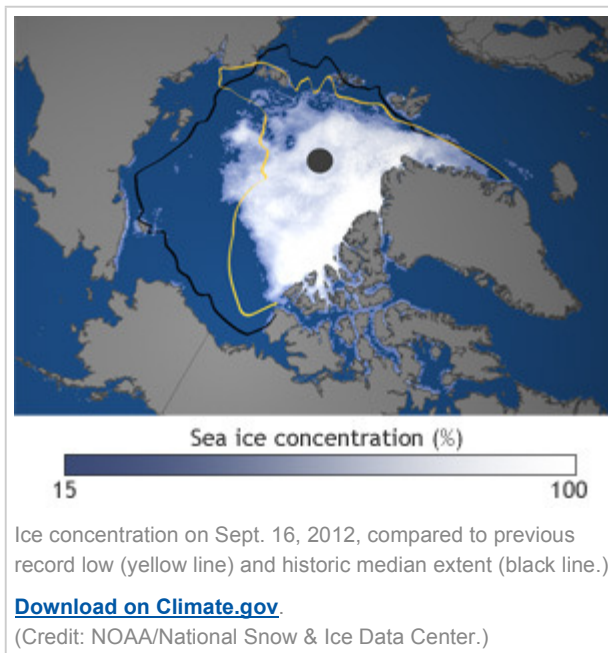 Sea ice concentration (%)
15 100
Ice concentration on Sept. 16, 2012, compared to previous
record low (yellow line) and historic median extent (black line.)
Download on Climate.gov.
(Credit: NOAA/National Snow & Ice Data Center.)